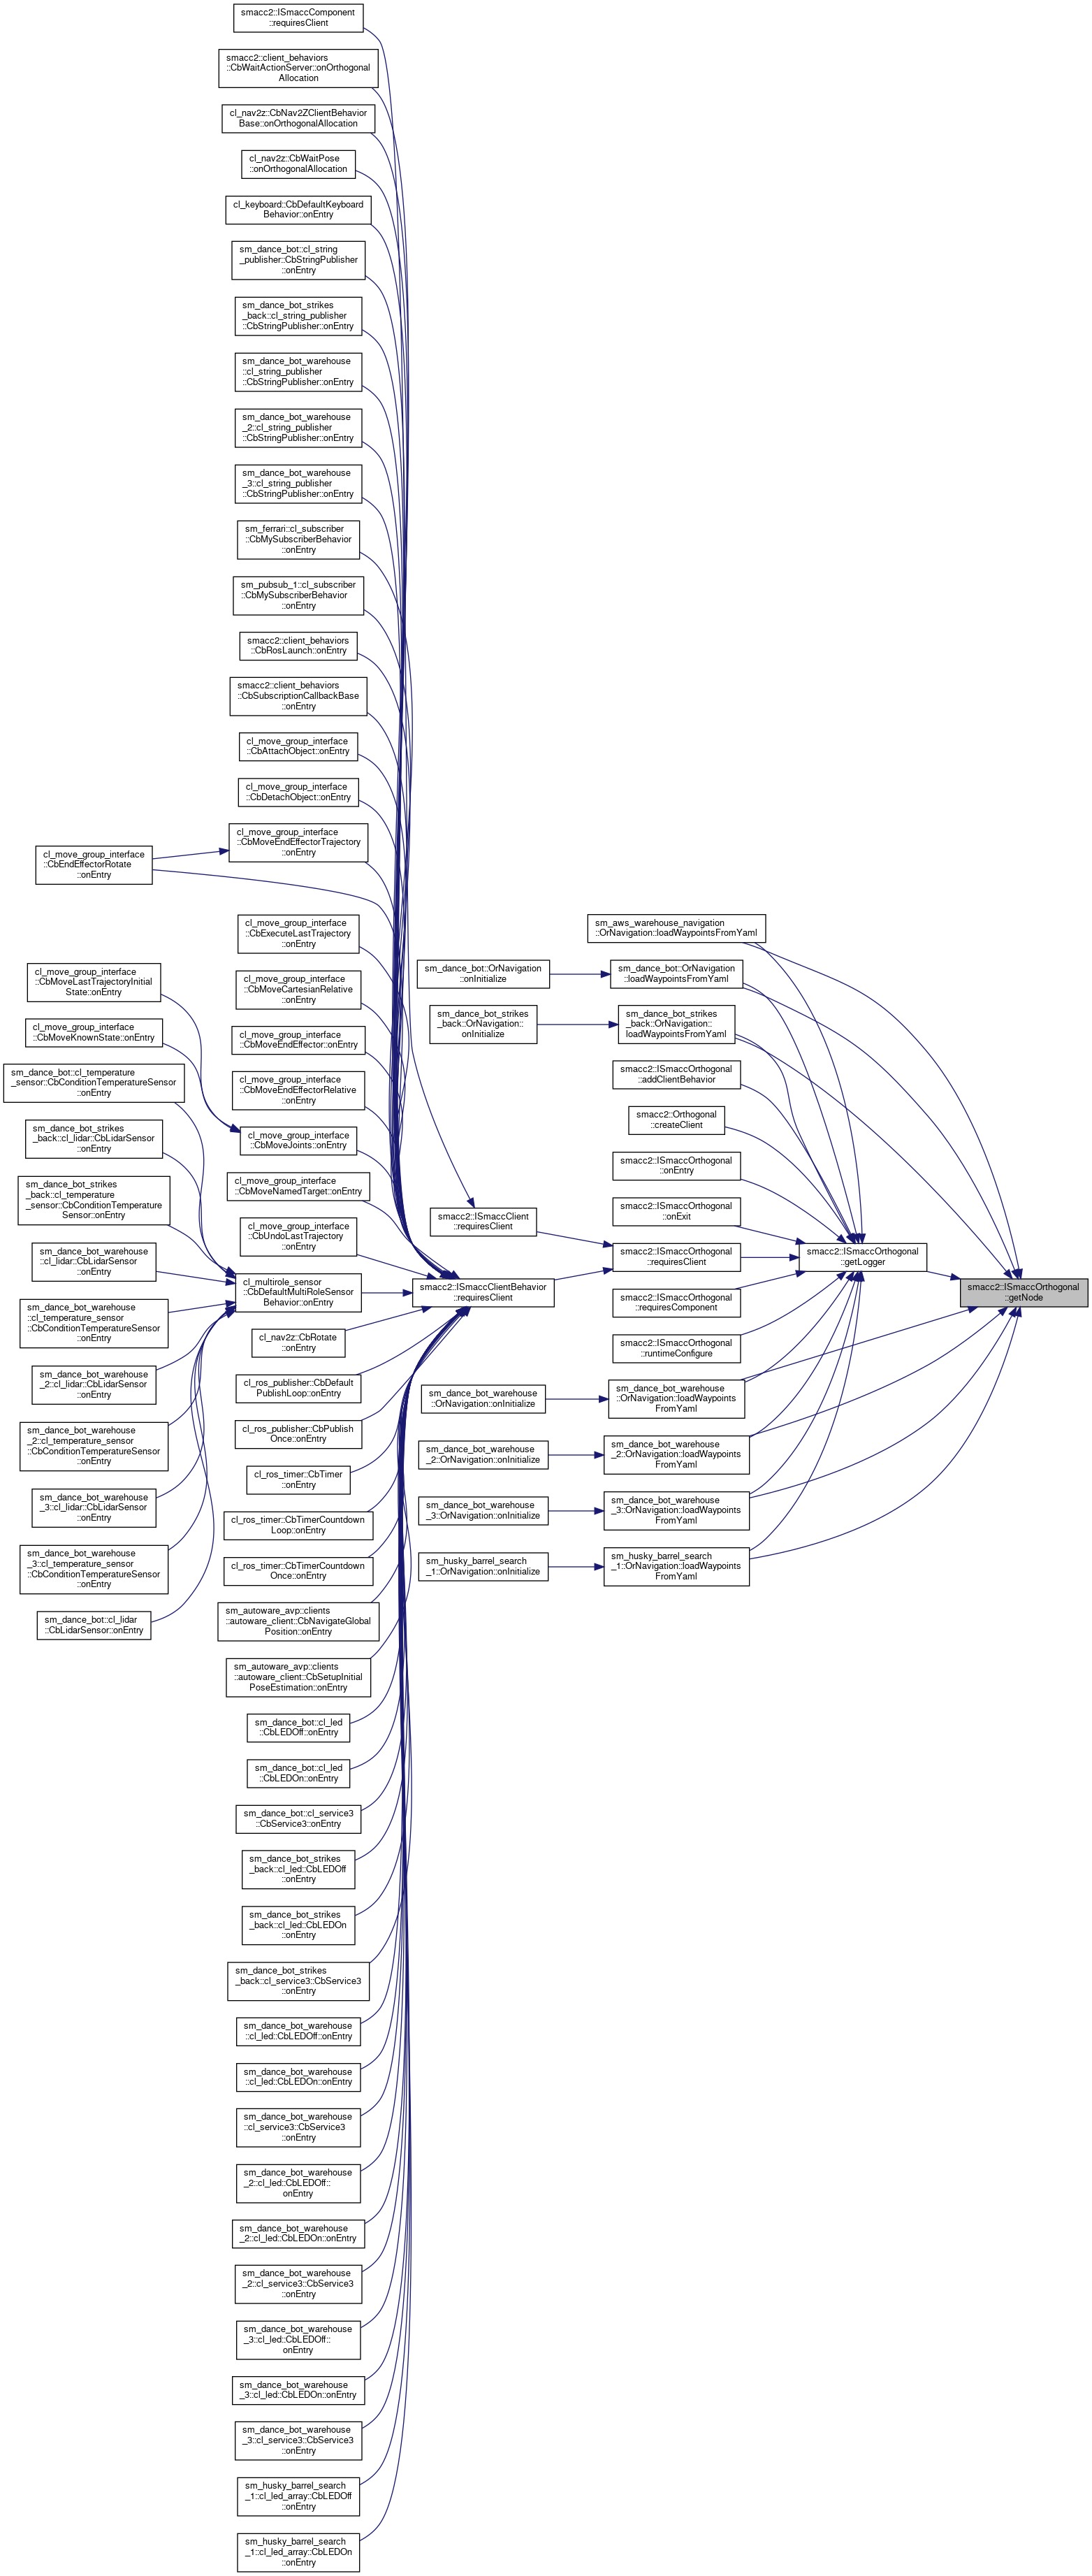 smacc2::ISmaccComponent
::requiresClient
smacc2::client_behaviors
::CbWaitActionServer::onOrthogonal
Allocation
cl_nav2z::CbNav2ZClientBehavior
Base::onOrthogonalAllocation
cl_nav2z::CbWaitPose
::onOrthogonalAllocation
cl_keyboard::CbDefaultKeyboard
Behavior::onEntry
sm_dance_bot::cl_string
_publisher::CbStringPublisher
::onEntry
sm_dance_bot_strikes
_back::cl_string_publisher
::CbStringPublisher::onEntry
sm_dance_bot_warehouse
::cl_string_publisher
::CbStringPublisher::onEntry
sm_dance_bot_warehouse
_2::cl_string_publisher
::CbStringPublisher::onEntry
sm_dance_bot_warehouse
_3::cl_string_publisher
::CbStringPublisher::onEntry
sm_ferrari::cl_subscriber
::CbMySubscriberBehavior
::onEntry
sm_pubsub_1::cl_subscriber
::CbMySubscriberBehavior
::onEntry
smacc2::client_behaviors
::CbRosLaunch::onEntry
smacc2::client_behaviors
::CbSubscriptionCallbackBase
::onEntry
cl_move_group_interface
::CbAttachObject::onEntry
cl_move_group_interface
::CbDetachObject::onEntry
cl_move_group_interface
::CbMoveEndEffectorTrajectory
::onEntry
cl_move_group_interface
::CbEndEffectorRotate
::onEntry
cl_move_group_interface
::CbExecuteLastTrajectory
::onEntry
cl_move_group_interface
::CbMoveCartesianRelative
::onEntry
cl_move_group_interface
::CbMoveEndEffector::onEntry
cl_move_group_interface
::CbMoveEndEffectorRelative
::onEntry
cl_move_group_interface
::CbMoveJoints::onEntry
cl_move_group_interface
::CbMoveNamedTarget::onEntry
cl_move_group_interface
::CbUndoLastTrajectory
::onEntry
cl_multirole_sensor
::CbDefaultMultiRoleSensor
Behavior::onEntry
cl_nav2z::CbRotate
::onEntry
cl_ros_publisher::CbDefault
PublishLoop::onEntry
cl_ros_publisher::CbPublish
Once::onEntry
cl_ros_timer::CbTimer
::onEntry
cl_ros_timer::CbTimerCountdown
Loop::onEntry
cl_ros_timer::CbTimerCountdown
Once::onEntry
sm_autoware_avp::clients
::autoware_client::CbNavigateGlobal
Position::onEntry
sm_autoware_avp::clients
::autoware_client::CbSetupInitial
PoseEstimation::onEntry
sm_dance_bot::cl_led
::CbLEDOff::onEntry
sm_dance_bot::cl_led
::CbLEDOn::onEntry
sm_dance_bot::cl_service3
::CbService3::onEntry
sm_dance_bot_strikes
_back::cl_led::CbLEDOff
::onEntry
sm_dance_bot_strikes
_back::cl_led::CbLEDOn
::onEntry
sm_dance_bot_strikes
_back::cl_service3::CbService3
::onEntry
sm_dance_bot_warehouse
::cl_led::CbLEDOff::onEntry
sm_dance_bot_warehouse
::cl_led::CbLEDOn::onEntry
sm_dance_bot_warehouse
::cl_service3::CbService3
::onEntry
sm_dance_bot_warehouse
_2::cl_led::CbLEDOff::
onEntry
sm_dance_bot_warehouse
_2::cl_led::CbLEDOn::onEntry
sm_dance_bot_warehouse
_2::cl_service3::CbService3
::onEntry
sm_dance_bot_warehouse
_3::cl_led::CbLEDOff::
onEntry
sm_dance_bot_warehouse
_3::cl_led::CbLEDOn::onEntry
sm_dance_bot_warehouse
_3::cl_service3::CbService3
::onEntry
sm_husky_barrel_search
_1::cl_led_array::CbLEDOff
::onEntry
sm_husky_barrel_search
_1::cl_led_array::CbLEDOn
::onEntry
cl_move_group_interface
::CbMoveLastTrajectoryInitial
State::onEntry
cl_move_group_interface
::CbMoveKnownState::onEntry
sm_dance_bot::cl_temperature
_sensor::CbConditionTemperatureSensor
::onEntry
sm_dance_bot_strikes
_back::cl_lidar::CbLidarSensor
::onEntry
sm_dance_bot_strikes
_back::cl_temperature
_sensor::CbConditionTemperature
Sensor::onEntry
sm_dance_bot_warehouse
::cl_lidar::CbLidarSensor
::onEntry
sm_dance_bot_warehouse
::cl_temperature_sensor
::CbConditionTemperatureSensor
::onEntry
sm_dance_bot_warehouse
_2::cl_lidar::CbLidarSensor
::onEntry
sm_dance_bot_warehouse
_2::cl_temperature_sensor
::CbConditionTemperatureSensor
::onEntry
sm_dance_bot_warehouse
_3::cl_lidar::CbLidarSensor
::onEntry
sm_dance_bot_warehouse
_3::cl_temperature_sensor
::CbConditionTemperatureSensor
::onEntry
sm_dance_bot::cl_lidar
::CbLidarSensor::onEntry
sm_dance_bot::OrNavigation
::onInitialize
sm_dance_bot_strikes
_back::OrNavigation::
onInitialize
smacc2::ISmaccClient
::requiresClient
smacc2::ISmaccClientBehavior
::requiresClient
sm_dance_bot_warehouse
::OrNavigation::onInitialize
sm_dance_bot_warehouse
_2::OrNavigation::onInitialize
sm_dance_bot_warehouse
_3::OrNavigation::onInitialize
sm_husky_barrel_search
_1::OrNavigation::onInitialize
sm_aws_warehouse_navigation
::OrNavigation::loadWaypointsFromYaml
sm_dance_bot::OrNavigation
::loadWaypointsFromYaml
sm_dance_bot_strikes
_back::OrNavigation::
loadWaypointsFromYaml
smacc2::ISmaccOrthogonal
::addClientBehavior
smacc2::Orthogonal
::createClient
smacc2::ISmaccOrthogonal
::onEntry
smacc2::ISmaccOrthogonal
::onExit
smacc2::ISmaccOrthogonal
::requiresClient
smacc2::ISmaccOrthogonal
::requiresComponent
smacc2::ISmaccOrthogonal
::runtimeConfigure
sm_dance_bot_warehouse
::OrNavigation::loadWaypoints
FromYaml
sm_dance_bot_warehouse
_2::OrNavigation::loadWaypoints
FromYaml
sm_dance_bot_warehouse
_3::OrNavigation::loadWaypoints
FromYaml
sm_husky_barrel_search
_1::OrNavigation::loadWaypoints
FromYaml
smacc2::ISmaccOrthogonal
::getLogger
smacc2::ISmaccOrthogonal
::getNode